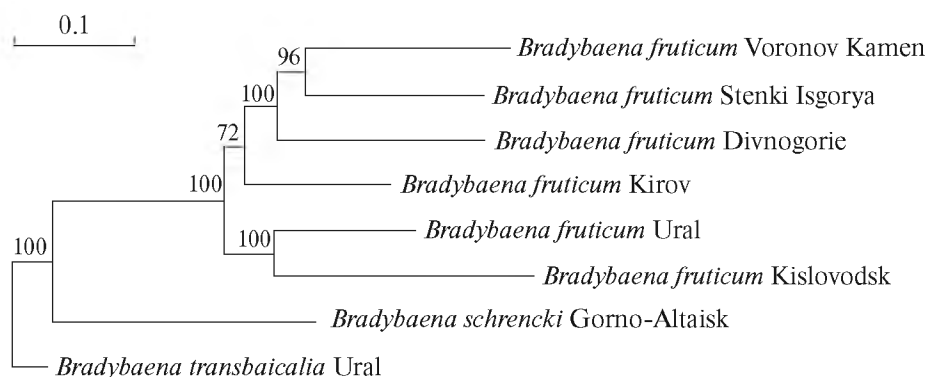 0.1
96
Bradybaena fruticum Voronov Kamen
Bradybaena fruticum Stenki Isgorya
100
Bradybaena fruticum Divnogorie
72
Bradybaena fruticum Kirov
100
Bradybaena fruticum Ural
100
Bradybaena fruticum Kislovodsk
100
Bradybaena schrencki Gorno-Altaisk
Bradybaena transbaicalia Ural